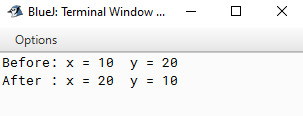 BlueJ: Terminal Window ...
Options
Before: x = 10  y = 20
After : x = 20  y = 10